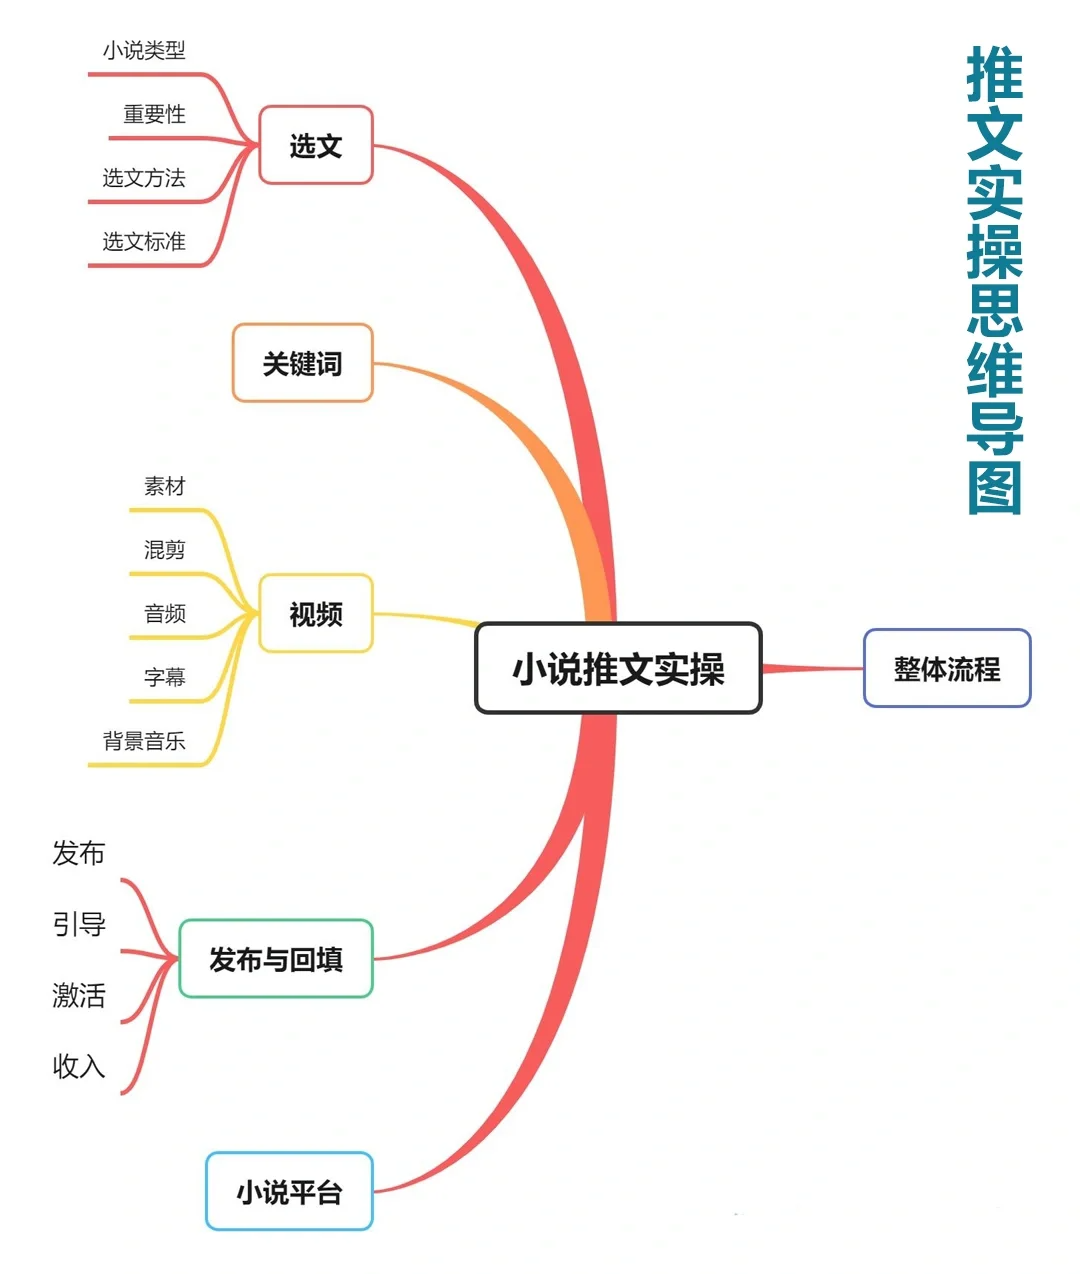 推文实操思维导图
小说类型
重要性
选文方法
选文标准
选文
关键词
素材
混剪
音频
字幕
背景音乐
视频
小说推文实操
整体流程
发布
引导
激活
收入
发布与回填
小说平台